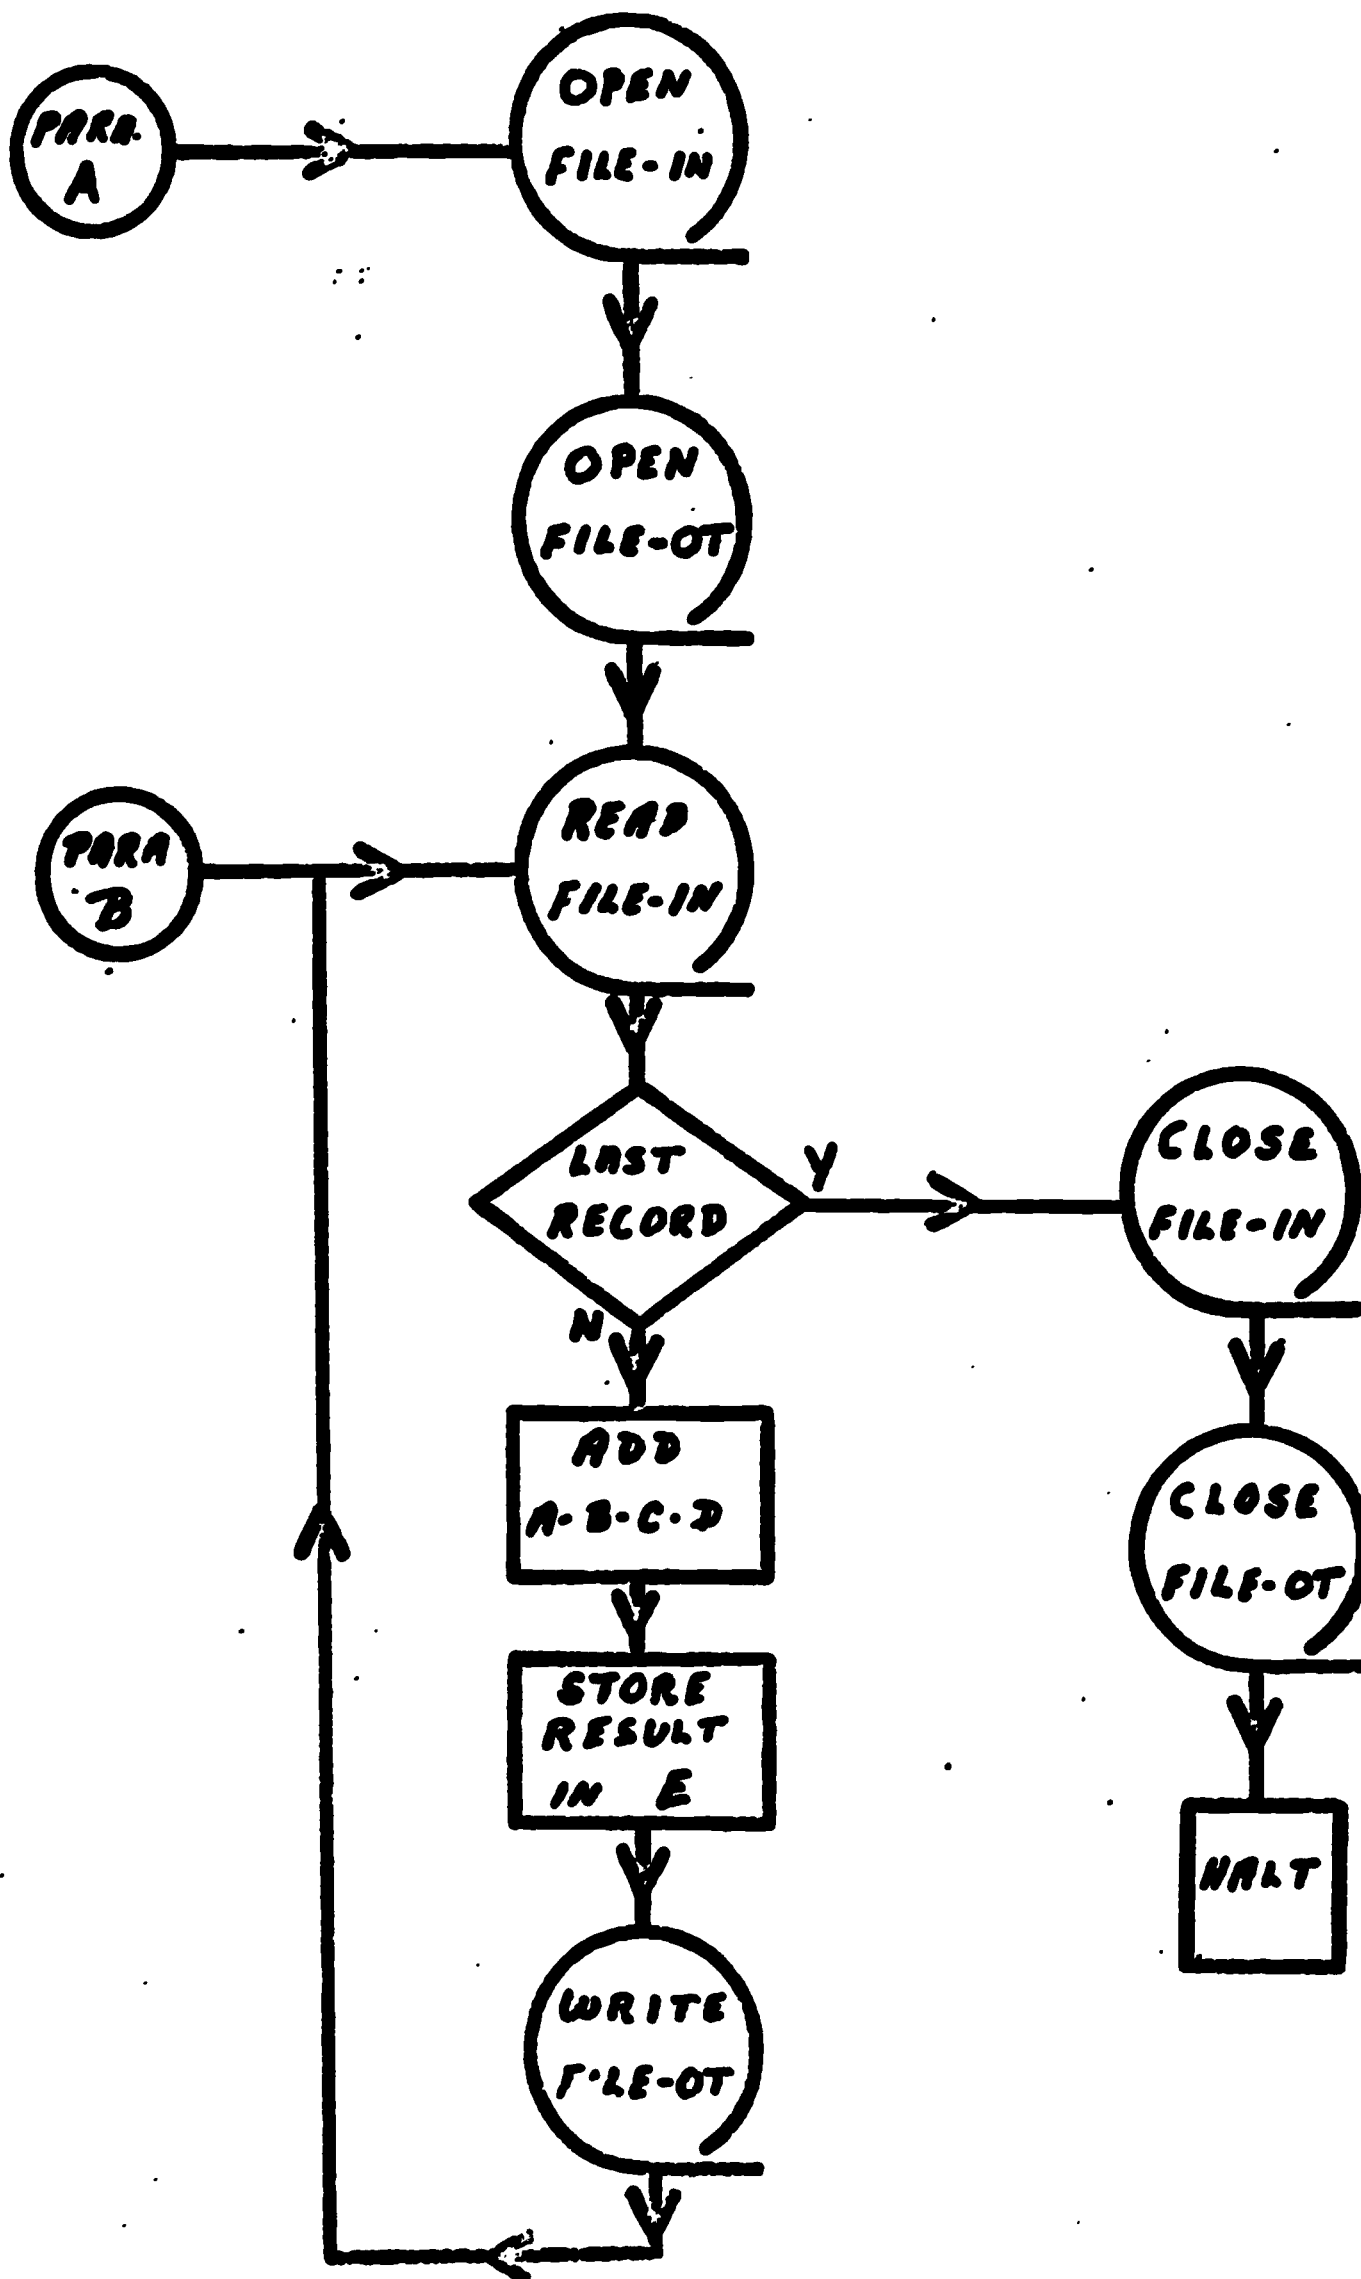 PARA.
A
OPEN
FILE-IN
OPEN
FILE-OT
PARA
B
READ
FILE-IN
LAST
RECORD
Y
N
CLOSE
FILE-IN
ADD
A-B-C-D
CLOSE
FILE-OT
STORE
RESULT
IN E
HALT
WRITE
FILE-OT